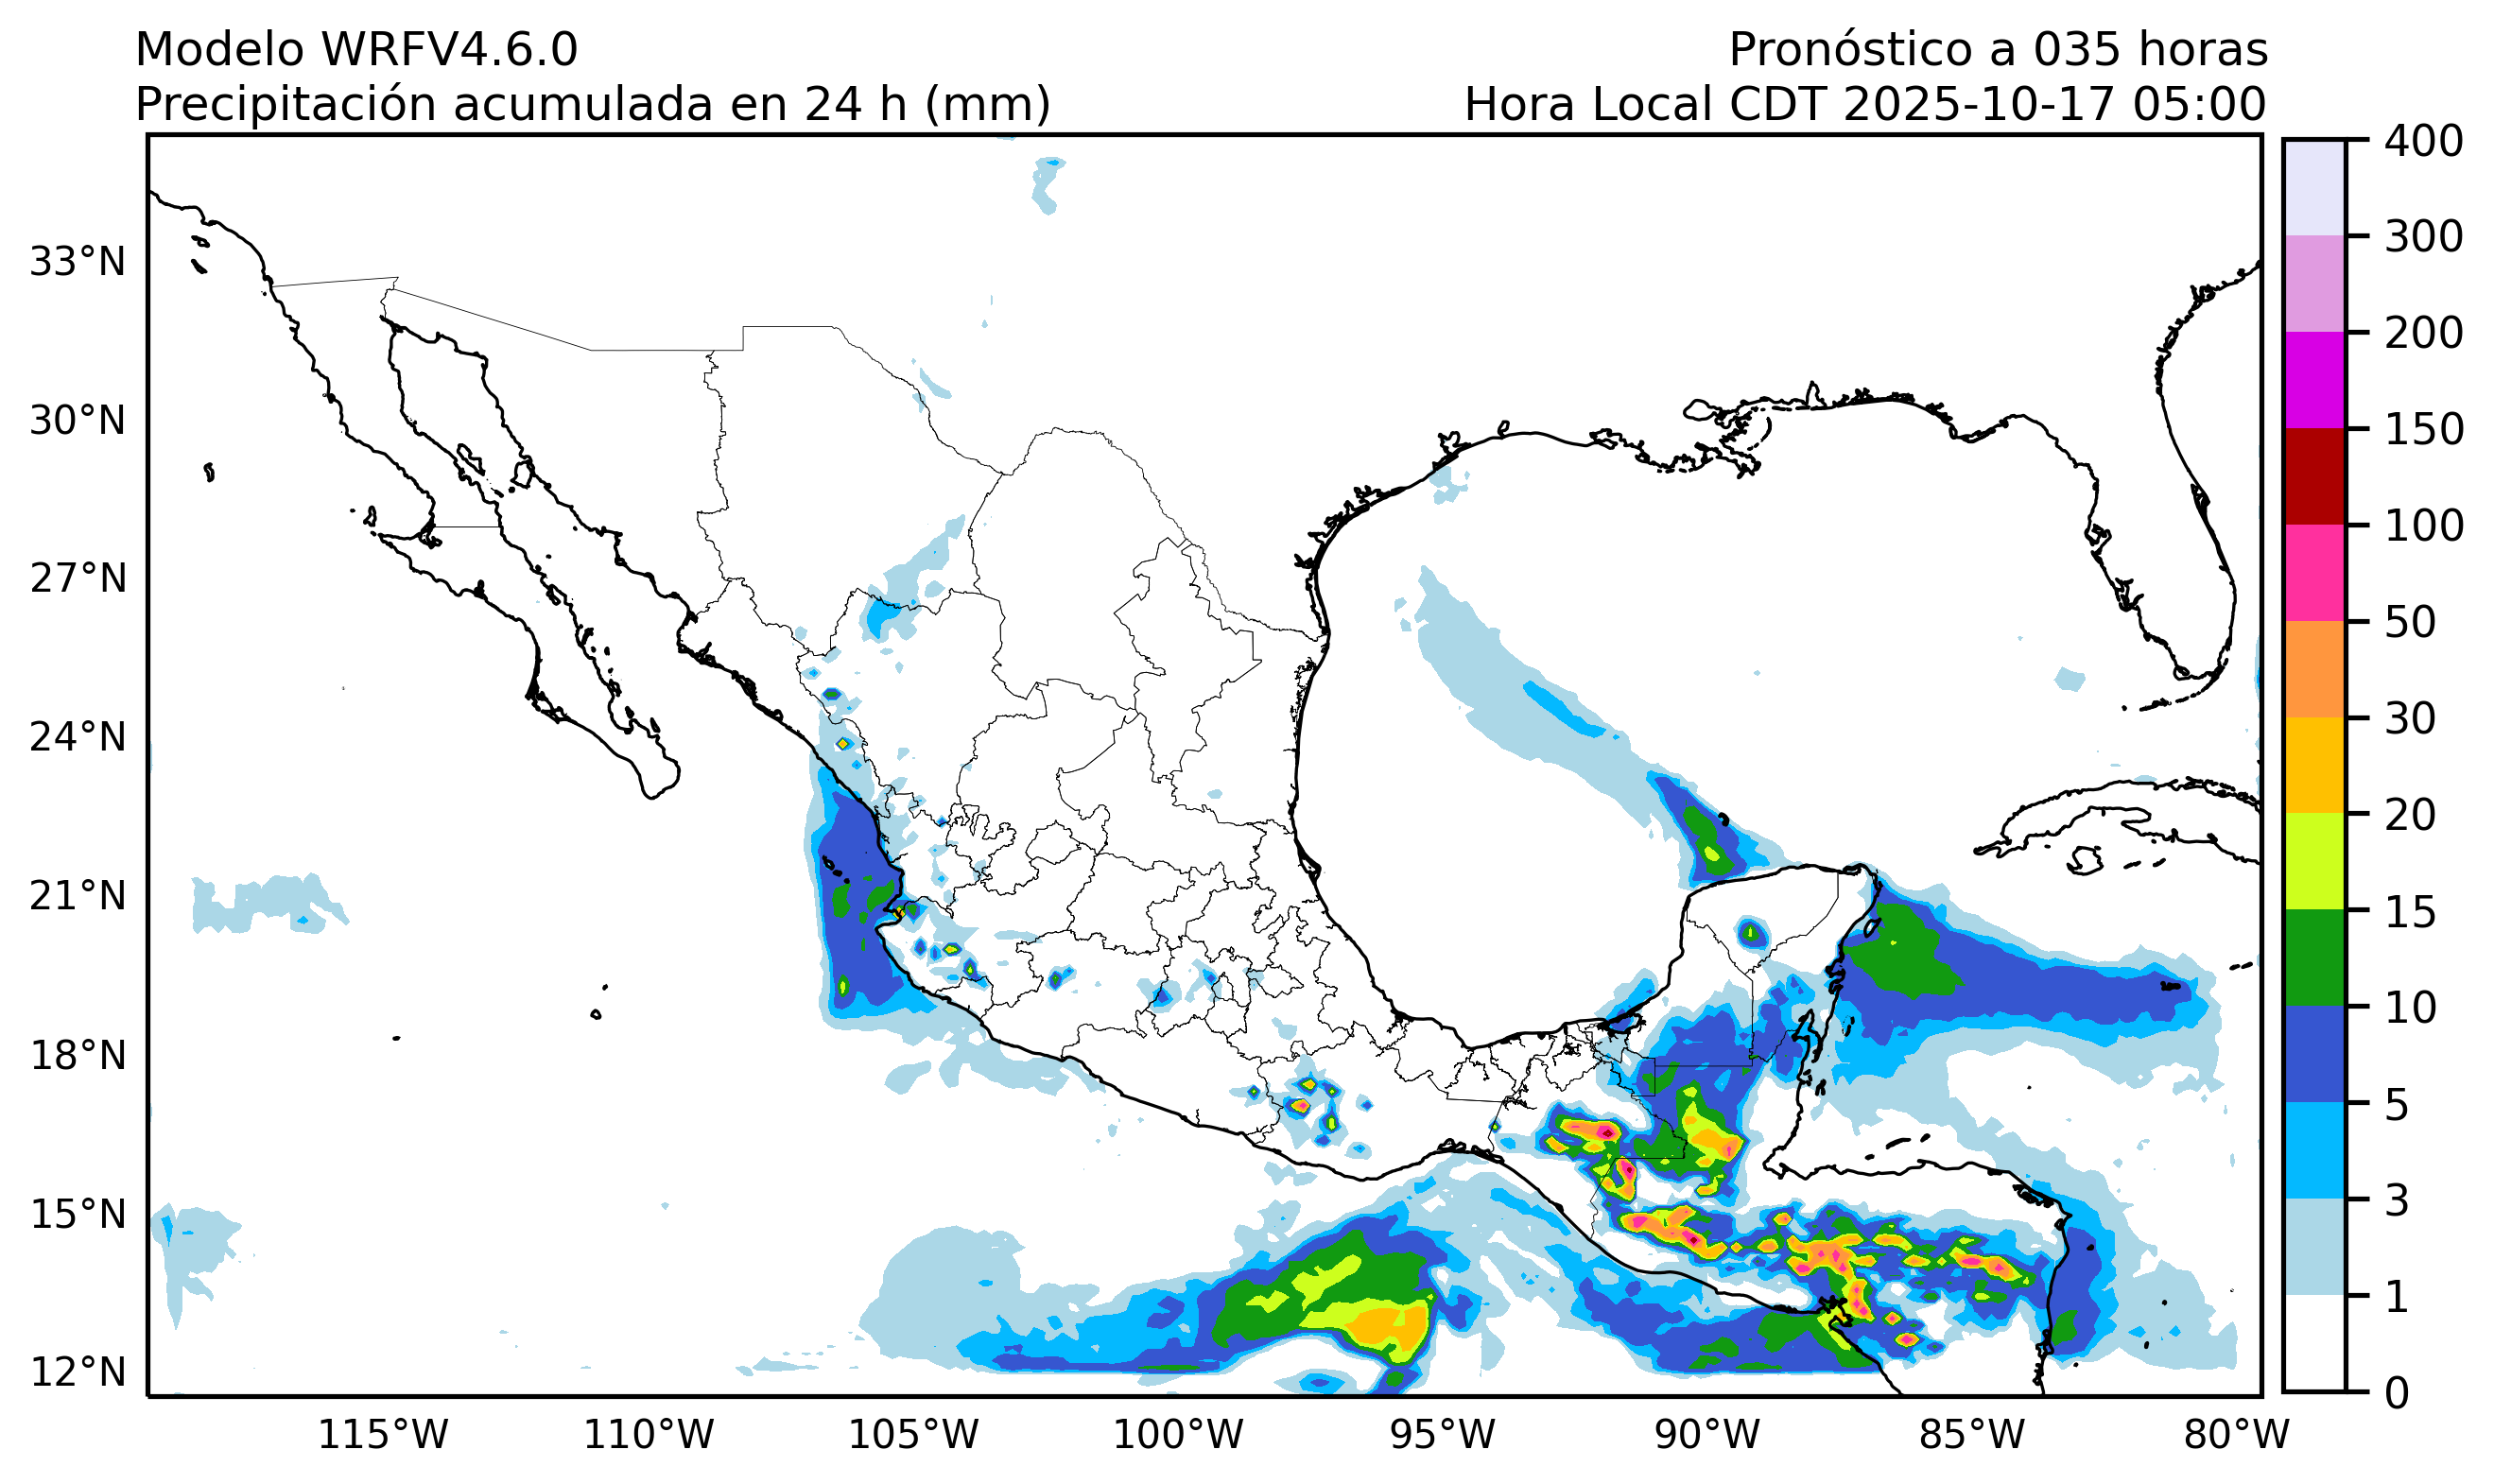 Modelo WRFV4.6.0
Pronóstico a 035 horas
Precipitación acumulada en 24 h (mm)
Hora Local CDT 2025-10-17 05:00
33°N
30°N
27°N
24°N
21°N
18°N
15°N
12°N
115°W
110°W
105°W
100°W
95°W
90°W
85°W
80°W
400
300
200
150
100
50
30
20
15
10
5
3
1
0